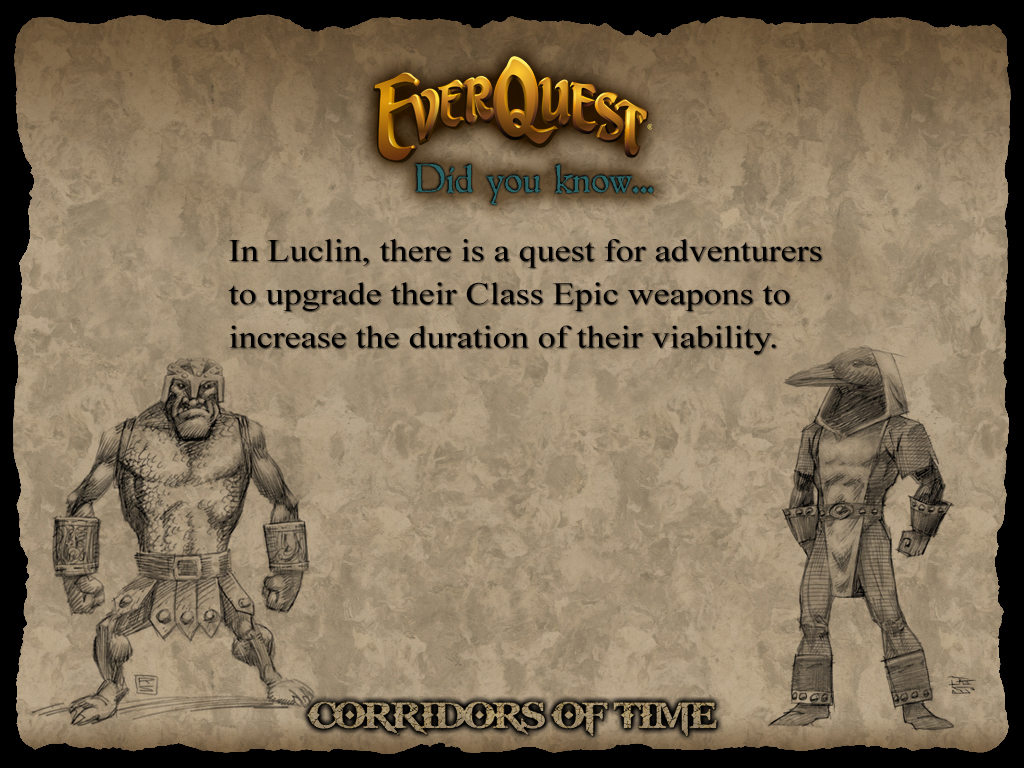 EVERQUEST
Did you know...
In Luclin, there is a quest for adventurers
to upgrade their Class Epic weapons to
increase the duration of their viability.
CORRIDORS OF TIME